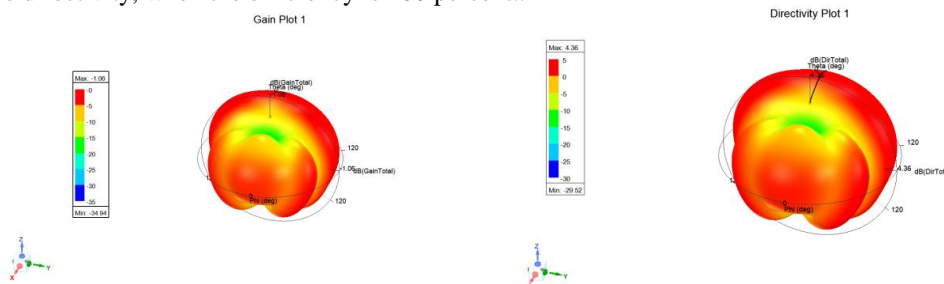 Gain Plot 1
Max: -1.06
-0
-5
-10
-15
-20
-25
-30
-35
Min: -34.94
dB(GainTotal)
Theta (deg)
120
-1.06
dB(GainTotal)
120
0
Phi (deg)
Z
Y
X
Directivity Plot 1
Max: 4.36
5
0
-5
-10
-15
-20
-25
-30
Min: -29.52
dB(DirTotal)
Theta (deg)
120
4.36
dB(DirTot
120
0
Phi (deg)
Z
Y